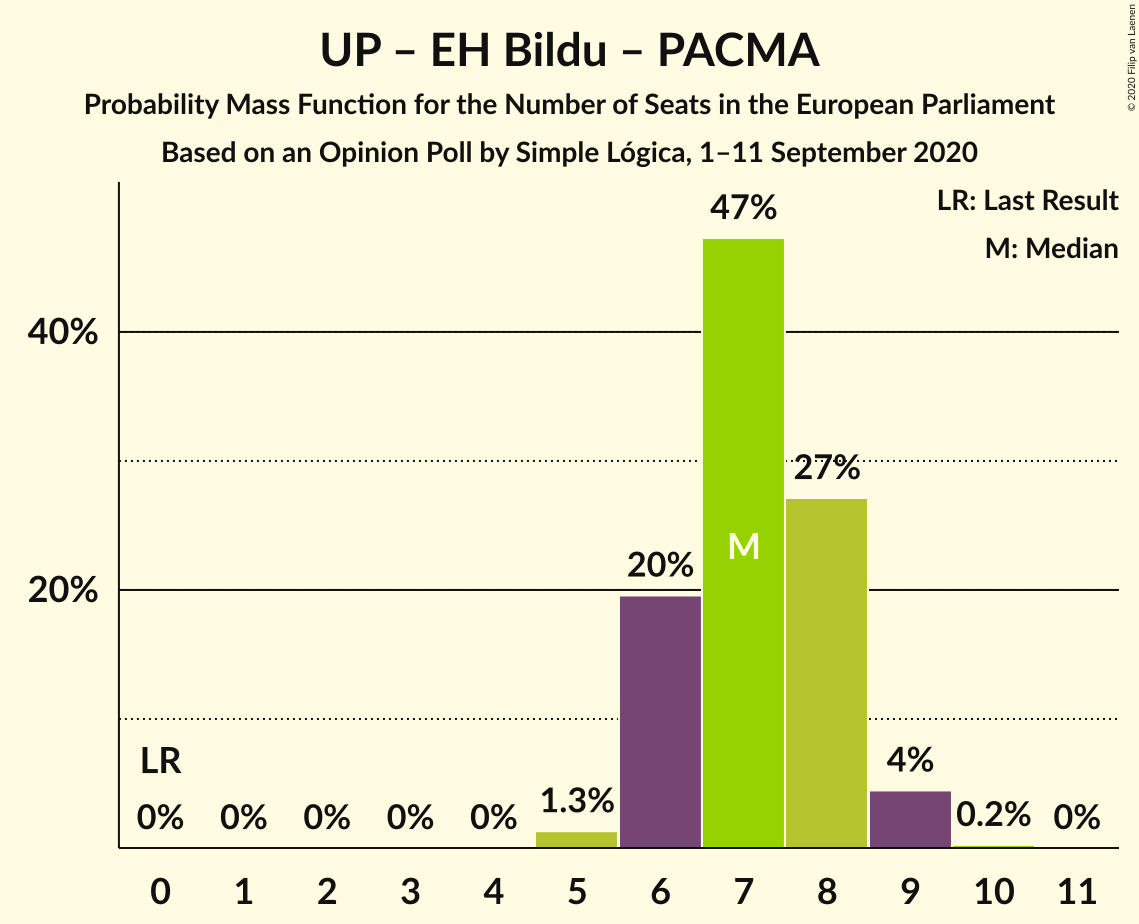 UP – EH Bildu – PACMA
Probability Mass Function for the Number of Seats in the European Parliament
Based on an Opinion Poll by Simple Lógica, 1–11 September 2020
© 2020 Filip van Laenen
LR: Last Result
M: Median
47%
40%
27%
M
20%
20%
LR
4%
1.3%
0.2%
0%
0%
0%
0%
0%
0%
0 1 2 3 4 5 6 7 8 9 10 11